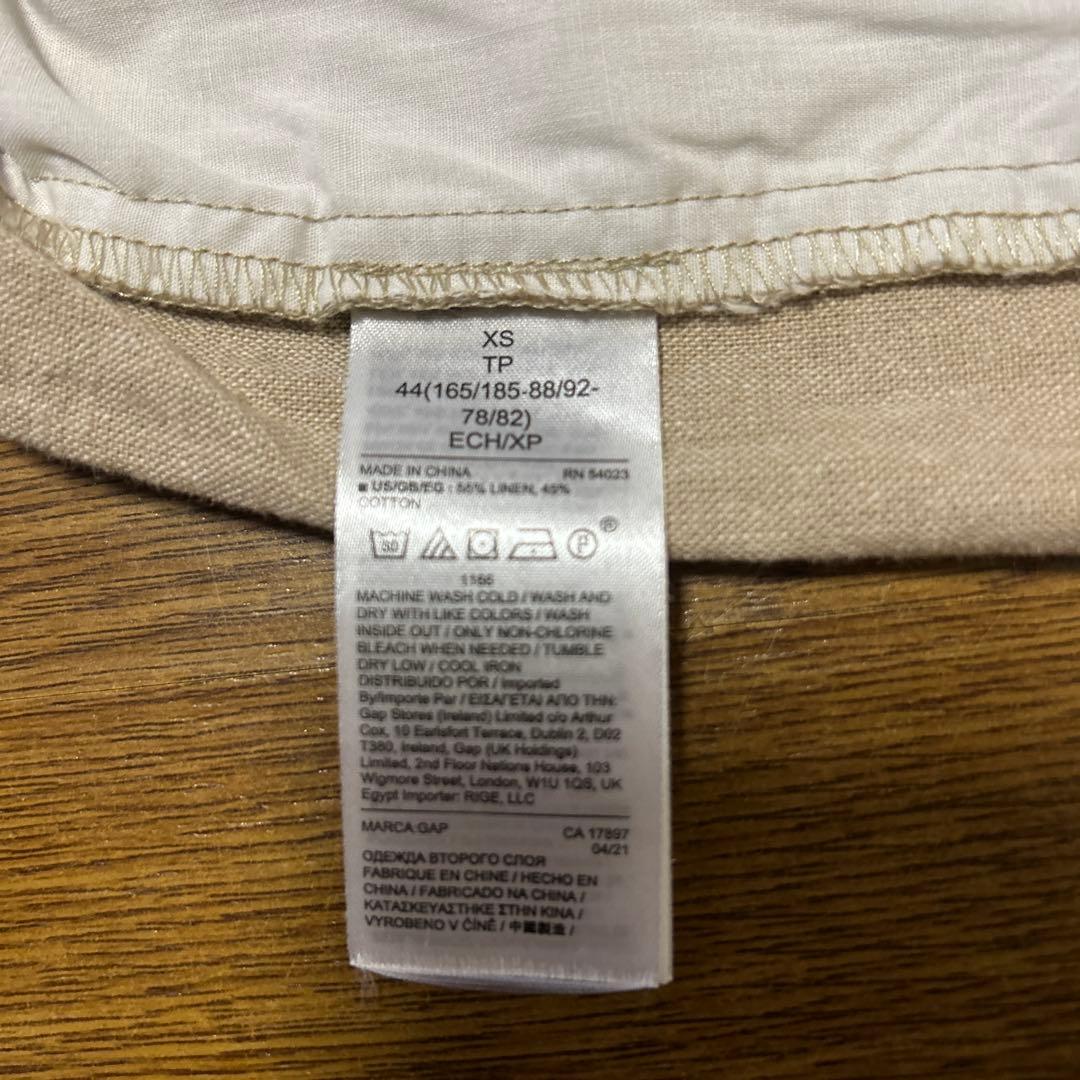 XS
TP
44(165/185-88/92-
78/82)
ECH/XP
MADE IN CHINA RN 54023
■ US/GB/EG : 55% LINEN, 45%
COTTON
30 P ®
1166
MACHINE WASH COLD / WASH AND
DRY WITH LIKE COLORS / WASH
INSIDE OUT / ONLY NON-CHLORINE
BLEACH WHEN NEEDED / TUMBLE
DRY LOW / COOL IRON
DISTRIBUIDO POR / Imported
By/Importe Par / ΕΙΣΑΓΕΤΑΙ ΑΠΟ ΤΗΝ:
Gap Stores (Ireland) Limited c/o Arthur
Cox, 10 Earlsfort Terrace, Dublin 2, D02
T380, Ireland, Gap (UK Holdings)
Limited, 2nd Floor Nations House, 103
Wigmore Street, London, W1U 1QS, UK
Egypt Importer: RIGE, LLC
MARCA:GAP CA 17897
04/21
ОДЕЖДА ВТОРОГО СЛОЯ
FABRIQUE EN CHINE / HECHO EN
CHINA / FABRICADO NA CHINA /
ΚΑΤΑΣΚΕΥΑΣΤΗΚΕ ΣΤΗΝ ΚΙΝΑ /
VYROBENO V ČÍNĚ / 中國製造 /